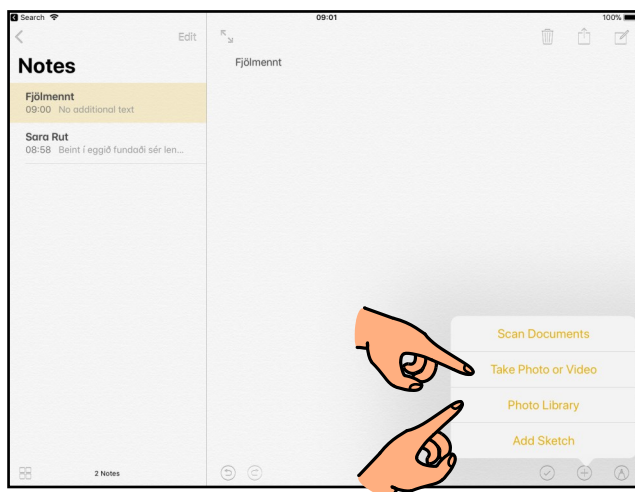 Search 09:01 100%
Edit
Notes
Fjölmennt
09:00 No additional text
Sara Rut
08:58 Beint í eggið fundaði sér len...
Fjölmennt
Scan Documents
Take Photo or Video
Photo Library
Add Sketch
2 Notes